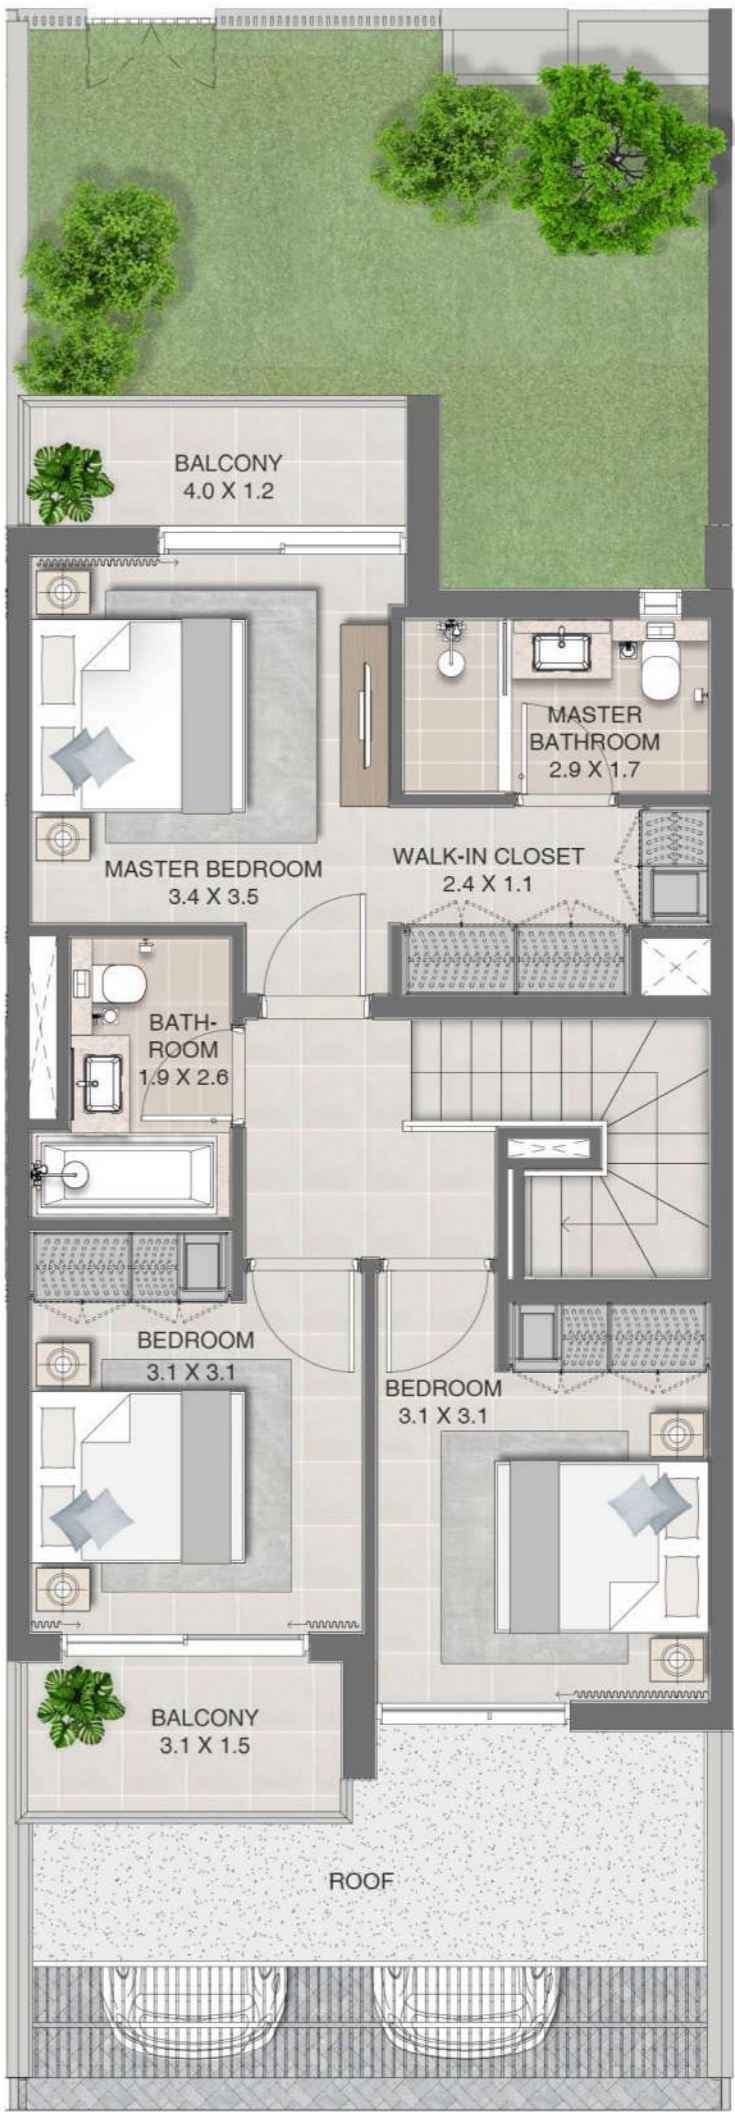 BALCONY
4.0 X 1.2
MASTER
BATHROOM
2.9 X 1.7
MASTER BEDROOM
3.4 X 3.5
WALK-IN CLOSET
2.4 X 1.1
BATH-
ROOM
1.9 X 2.6
BEDROOM
3.1 X 3.1
BEDROOM
3.1 X 3.1
BALCONY
3.1 X 1.5
ROOF